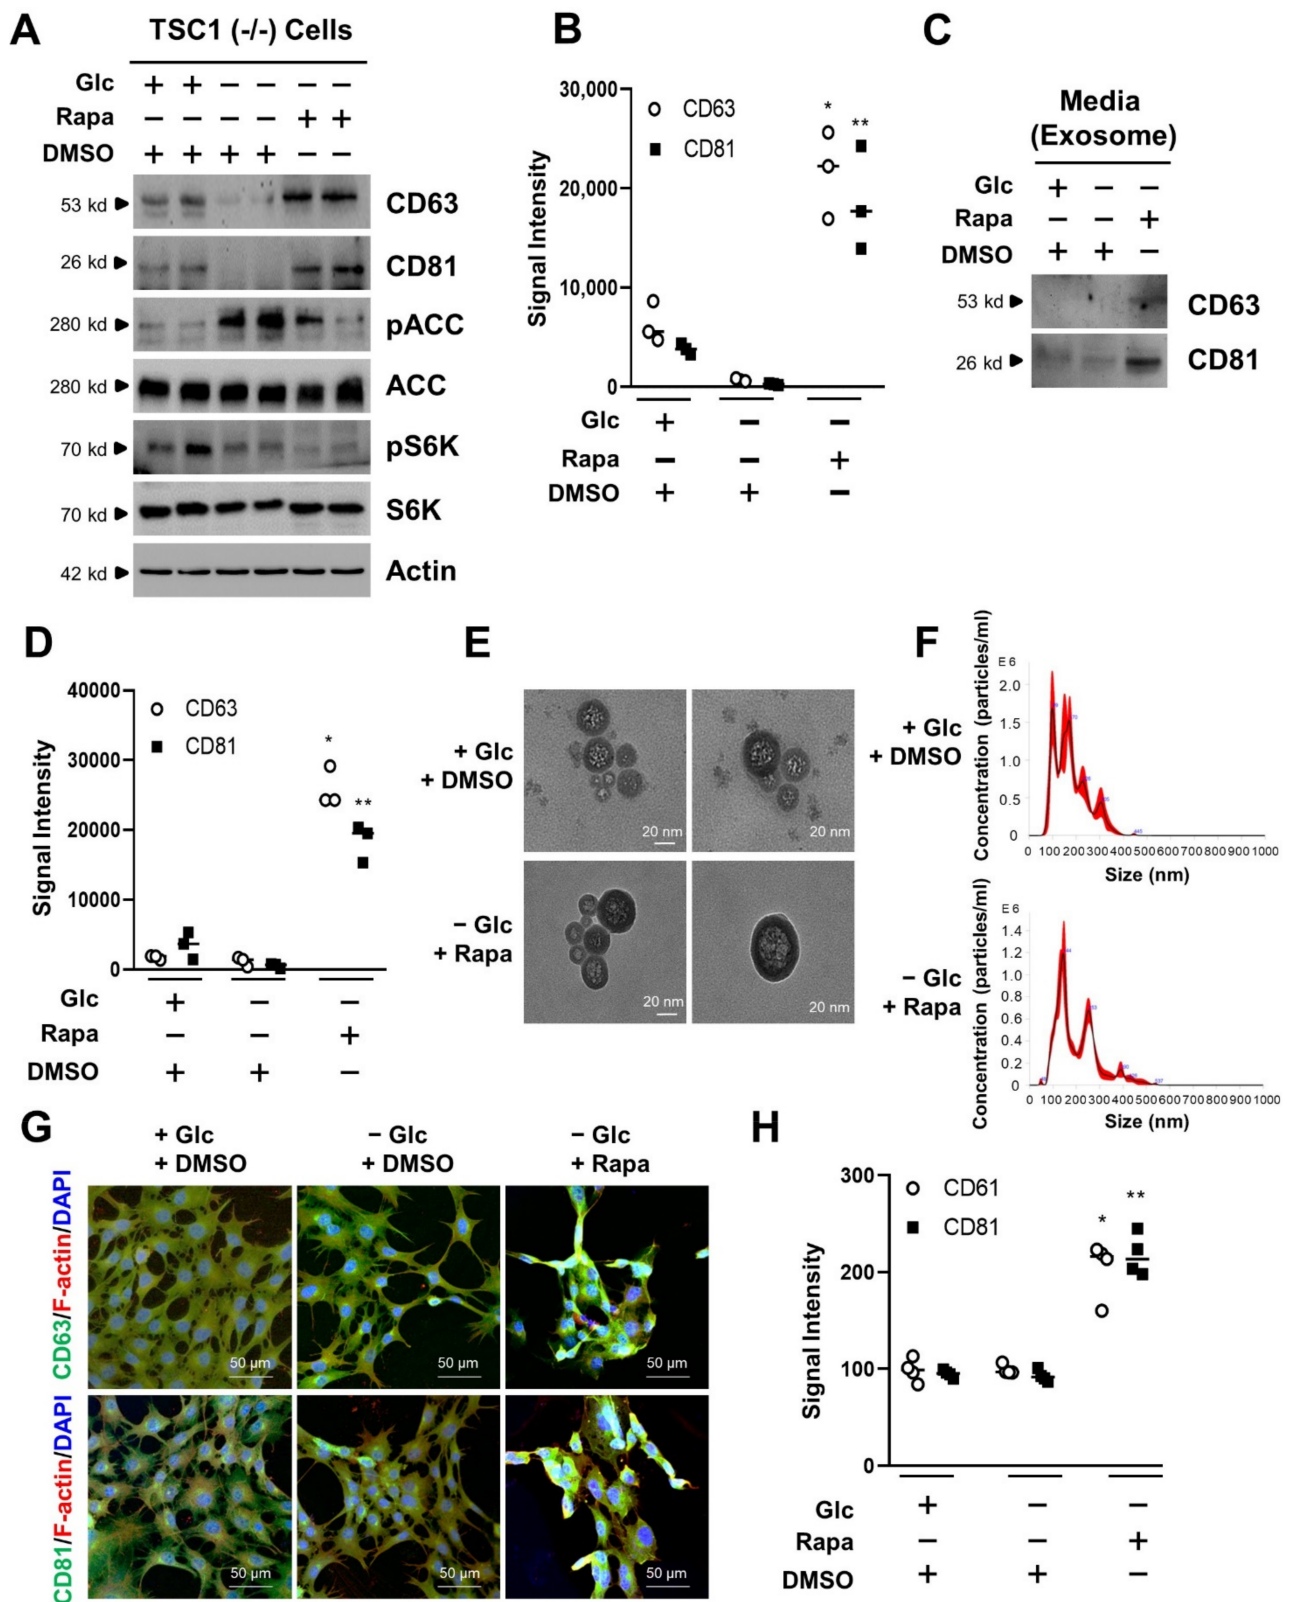 A
TSC1 (-/-) Cells
Glc + + − − − −
Rapa − − − − + +
DMSO + + + + − −
53 kd CD63
26 kd CD81
280 kd pACC
280 kd ACC
70 kd pS6K
70 kd S6K
42 kd Actin
B
Signal Intensity
30,000
20,000
10,000
0
CD63
CD81
*
**
Glc + − −
Rapa − − +
DMSO + + −
C
Media
(Exosome)
Glc + − −
Rapa − − +
DMSO + + −
53 kd CD63
26 kd CD81
D
Signal Intensity
40000
30000
20000
10000
0
CD63
CD81
*
**
Glc + − −
Rapa − − +
DMSO + + −
E
+ Glc
+ DMSO
20 nm
20 nm
− Glc
+ Rapa
20 nm
20 nm
F
+ Glc
+ DMSO
Concentration (particles/ml)
E 6
2.0
1.5
1.0
0.5
0
0 100 200 300 400 500 600 700 800 900 1000
Size (nm)
− Glc
+ Rapa
Concentration (particles/ml)
E 6
1.4
1.2
1.0
0.8
0.6
0.4
0.2
0
0 100 200 300 400 500 600 700 800 900 1000
Size (nm)
G
+ Glc − Glc − Glc
+ DMSO + DMSO + Rapa
CD63/F-actin/DAPI
50 µm 50 µm 50 µm
CD81/F-actin/DAPI
50 µm 50 µm 50 µm
H
Signal Intensity
300
200
100
0
CD61
CD81
*
**
Glc + − −
Rapa − − +
DMSO + + −